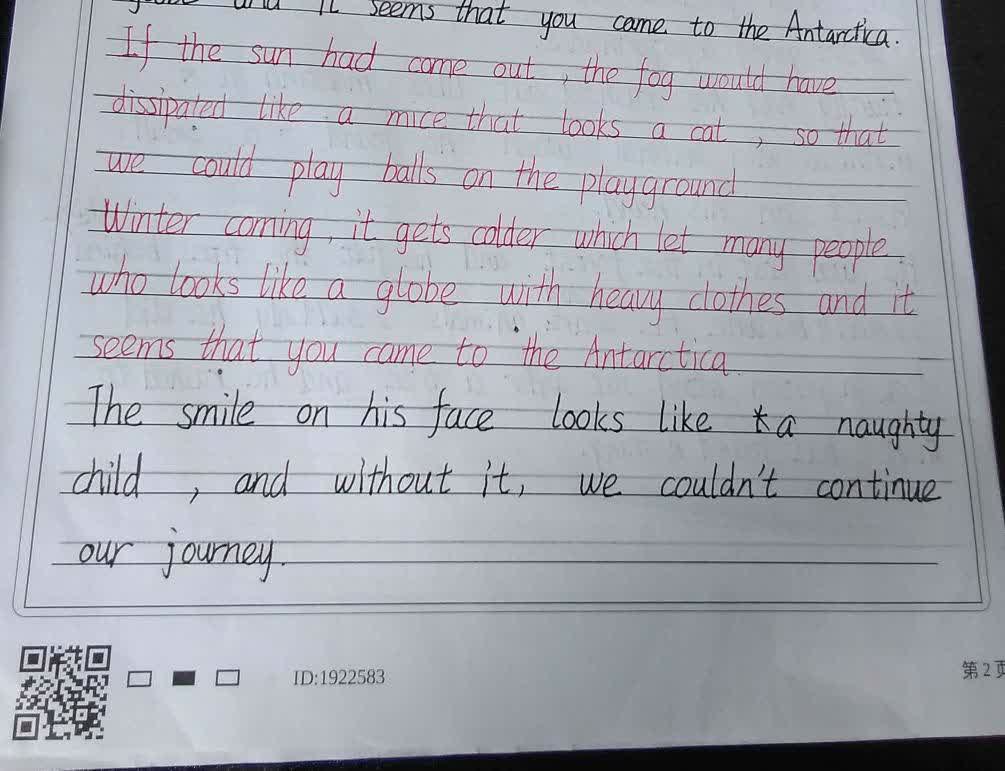 and it seems that you came to the Antarctica.
If the sun had come out, the fog would have
dissipated like a mice that looks a cat, so that
we could play balls on the playground
Winter coming, it gets colder which let many people
who looks like a globe with heavy clothes and it
seems that you came to the Antarctica.
The smile on his face looks like a naughty
child, and without it, we couldn't continue
our journey.
ID:1922583
第2页